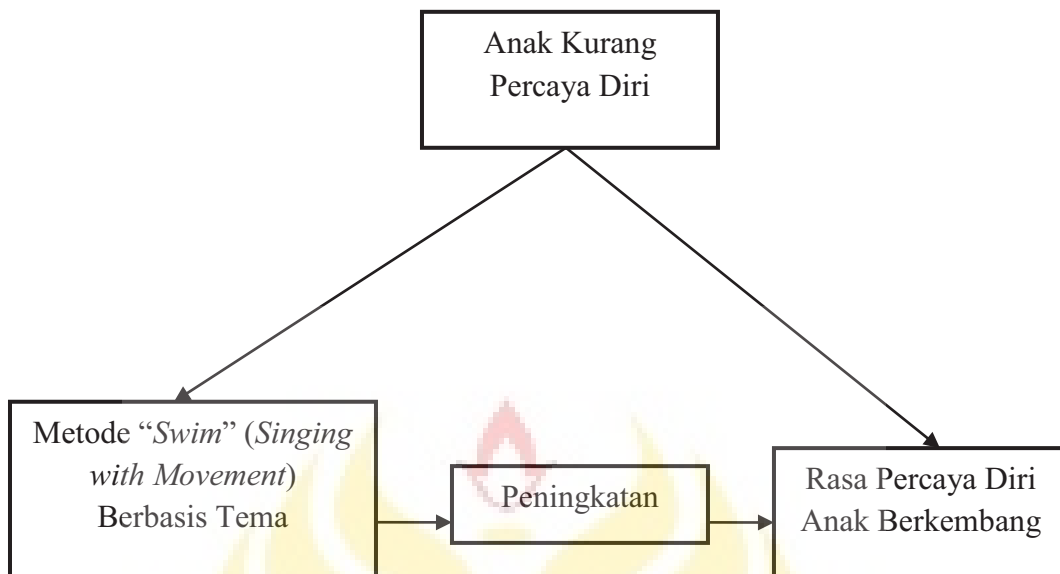 Anak Kurang
Percaya Diri
Metode “Swim” (Singing
with Movement)
Berbasis Tema
Peningkatan
Rasa Percaya Diri
Anak Berkembang